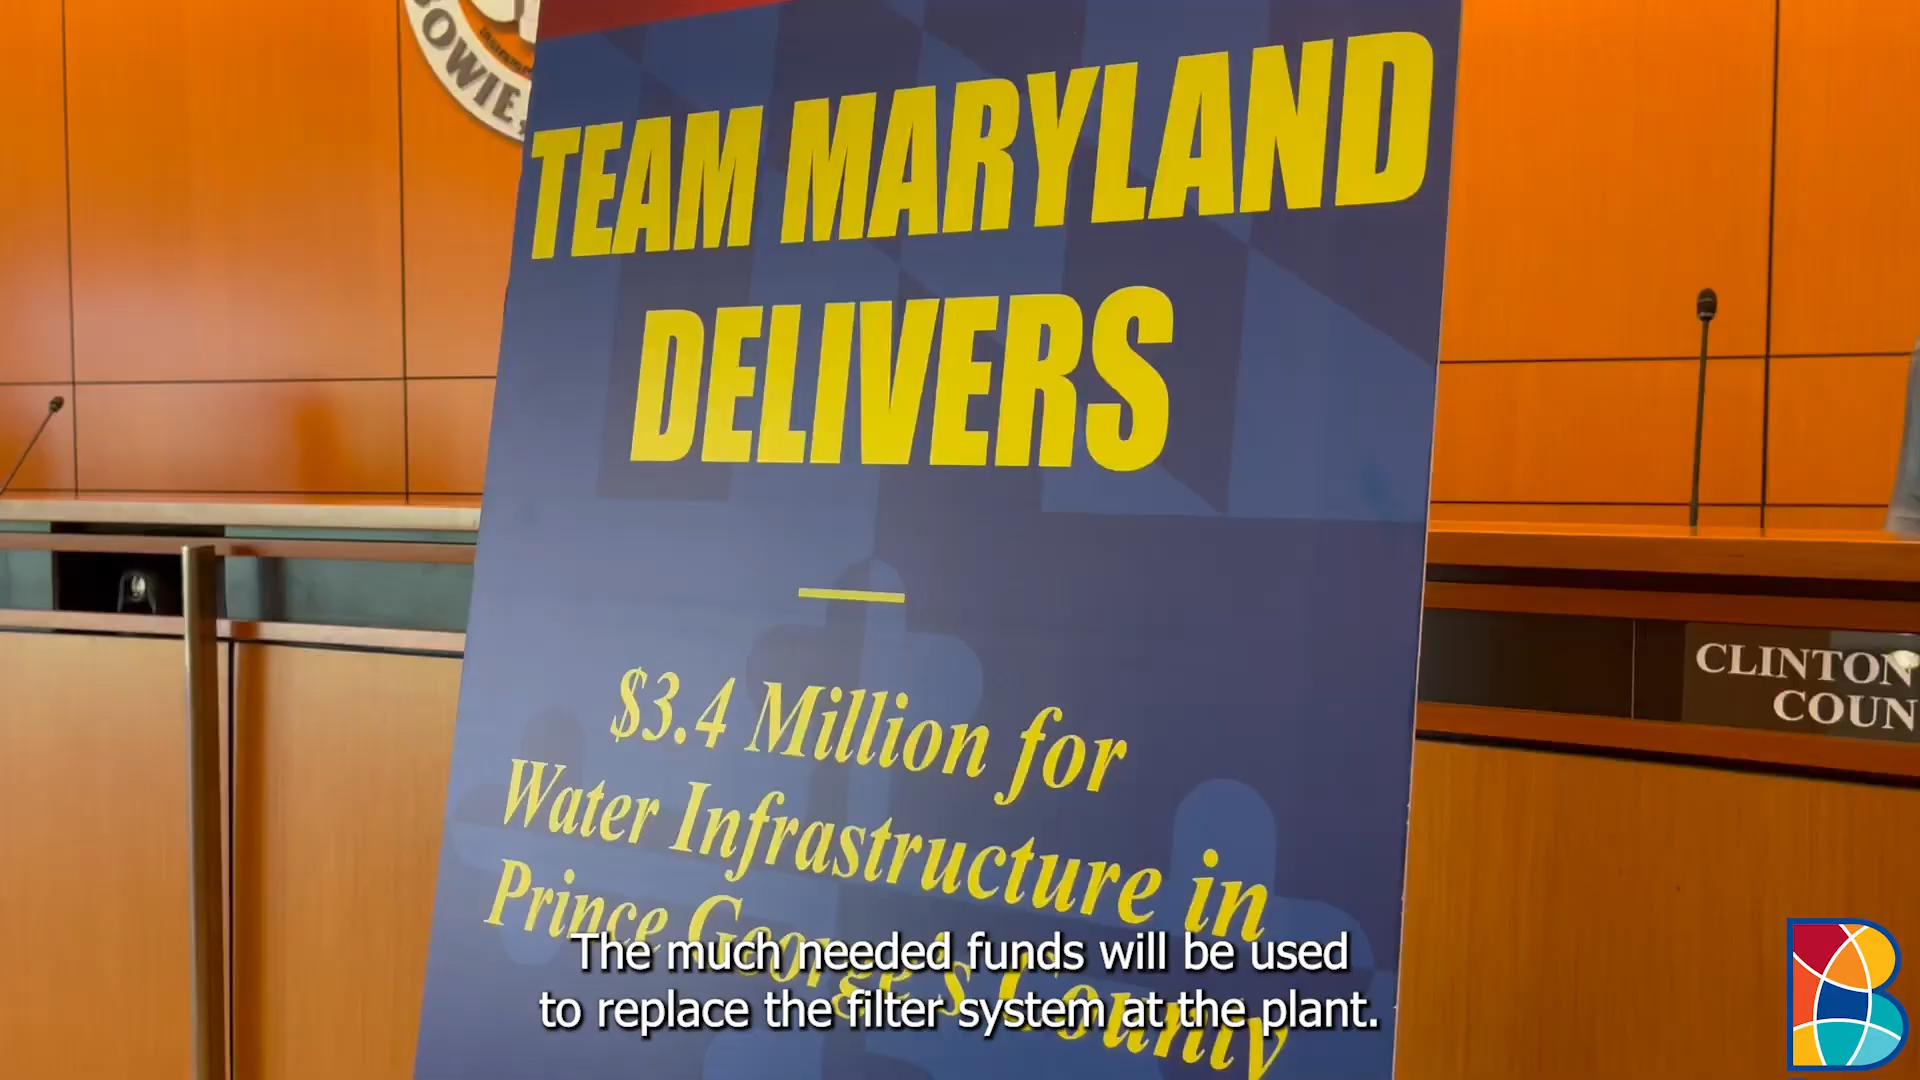 BOWIE,
TEAM MARYLAND
DELIVERS
$3.4 Million for
Water Infrastructure in
Prince George's County
CLINTON
COUN
The much needed funds will be used
to replace the filter system at the plant.